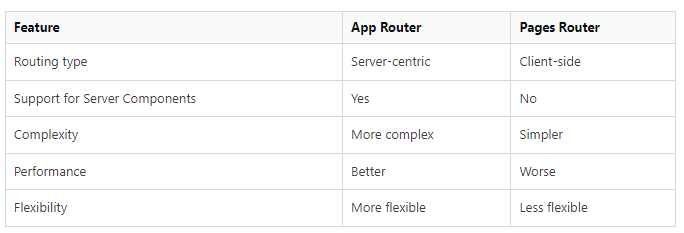 Feature App Router Pages Router
Routing type Server-centric Client-side
Support for Server Components Yes No
Complexity More complex Simpler
Performance Better Worse
Flexibility More flexible Less flexible